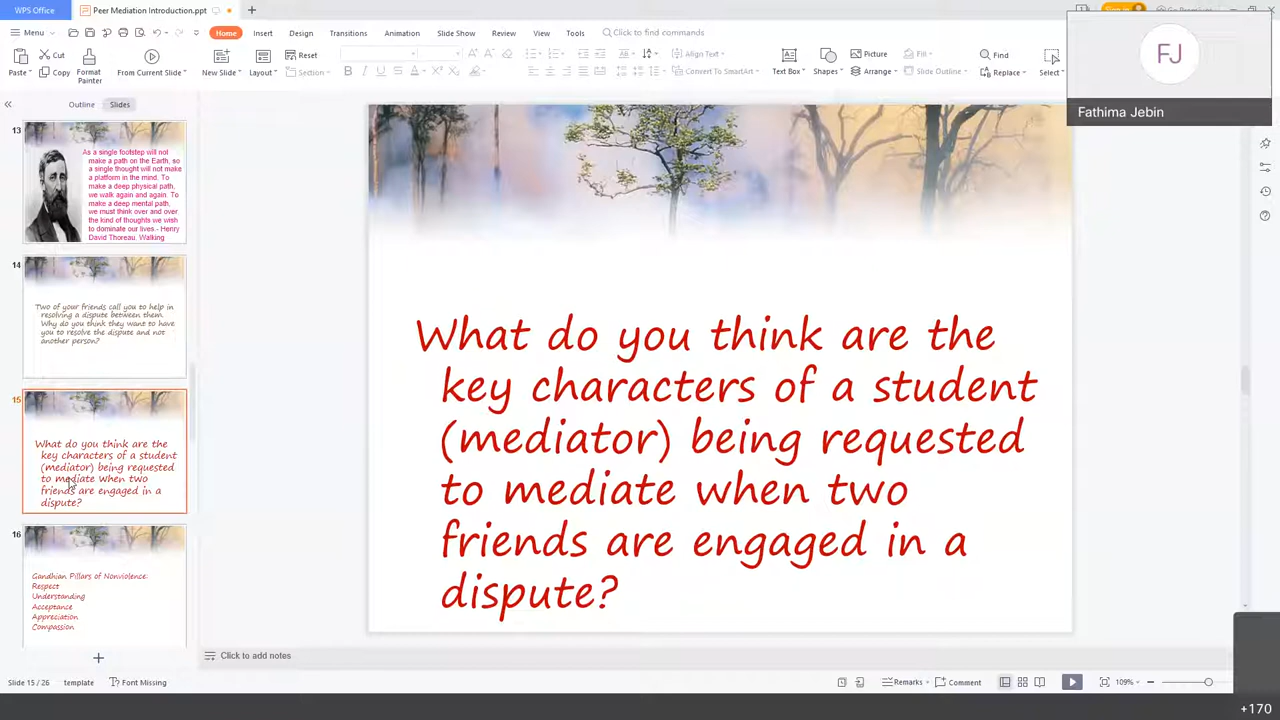 WPS Office
Peer Mediation Introduction.ppt
Menu
Home
Insert
Design
Transitions
Animation
Slide Show
Review
View
Tools
Click to find commands
Paste
Cut
Copy
Format
Painter
From Current Slide
New Slide
Layout
Reset
Section
Align Text
Convert To SmartArt
Text Box
Shapes
Picture
Arrange
Fill
Slide Outline
Find
Replace
Select
FJ
Fathima Jebin
Outline
Slides
13
As a single footstep will not
make a path on the Earth, so
a single thought will not make
a platform in the mind. To
make a deep physical path,
we walk again and again. To
make a deep mental path,
we must think over and over
the kind of thoughts we wish
to dominate our lives.- Henry
David Thoreau. Walking
14
Two of your friends call you to help in
resolving a dispute between them.
Why do you think they want to have
you to resolve the dispute and not
another person?
15
What do you think are the
key characters of a student
(mediator) being requested
to mediate when two
friends are engaged in a
dispute?
16
Gandhian Pillars of Nonviolence:
Respect
Understanding
Acceptance
Appreciation
Compassion
What do you think are the
key characters of a student
(mediator) being requested
to mediate when two
friends are engaged in a
dispute?
Click to add notes
Slide 15 / 26
template
Font Missing
Remarks
Comment
109%
+170